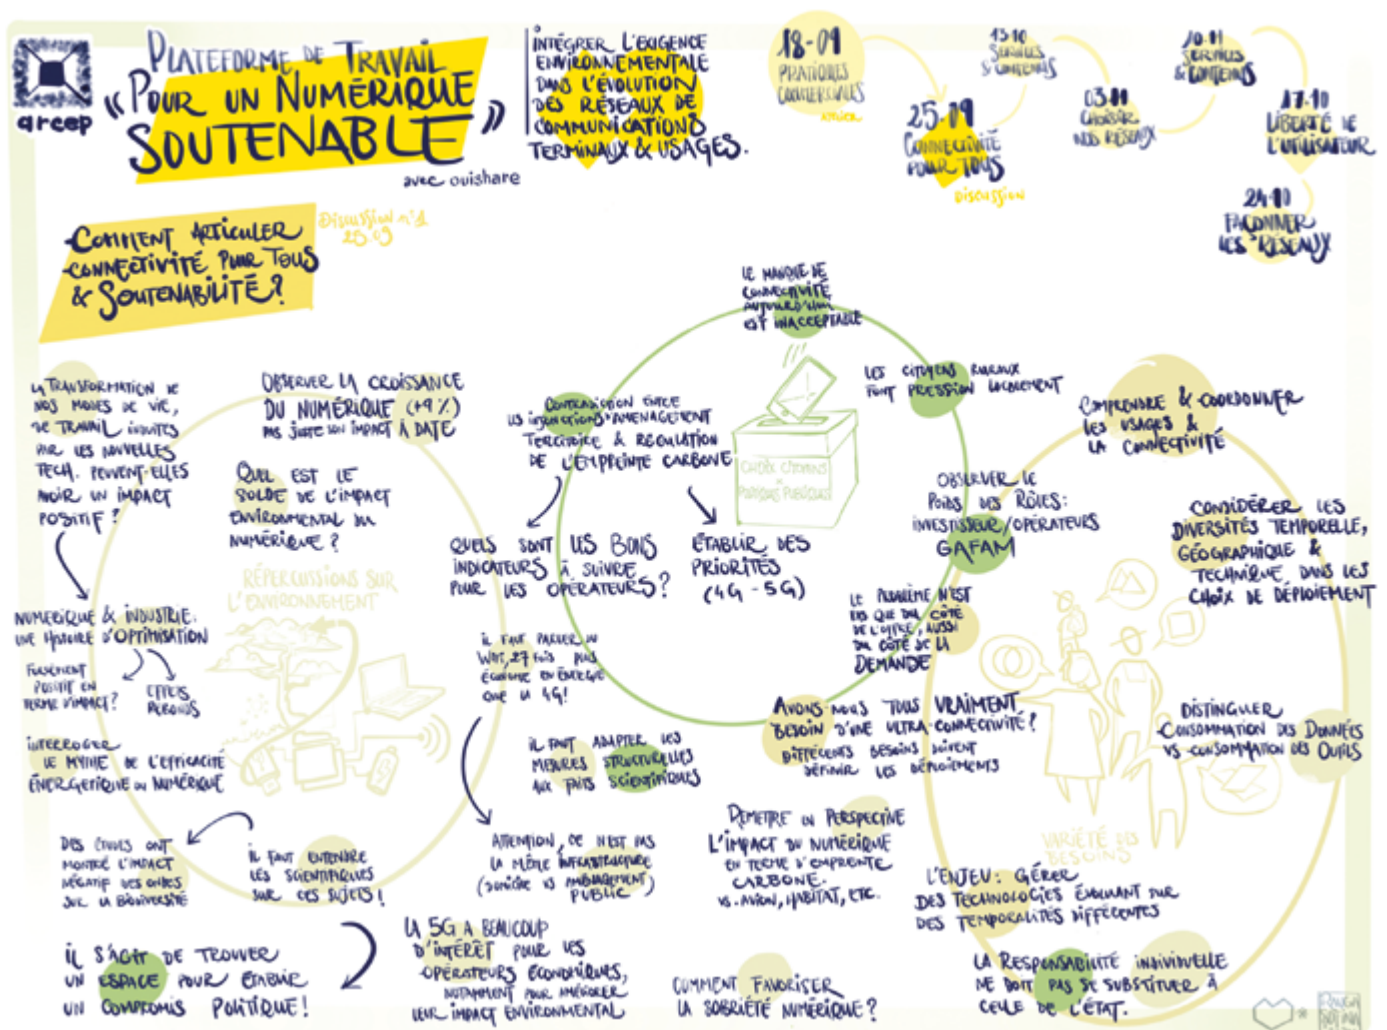 arcep
PLATEFORME DE TRAVAIL
« POUR UN NUMÉRIQUE
SOUTENABLE »
avec ouishare
INTÉGRER L'EXIGENCE
ENVIRONNEMENTALE
DANS L'ÉVOLUTION
DES RÉSEAUX DE
COMMUNICATIONS
TERMINAUX & USAGES.
18-09
PRATIQUES
COMMERCIALES
ATELIER
25.09
CONNECTIVITÉ
POUR TOUS
DISCUSSION
13-10
SERVICES
& CONTENUS
03.11
CHOISIR
NOS RÉSEAUX
20-11
SERVICES
& CONTENUS
17.10
LIBERTÉ DE
L'UTILISATEUR
24-10
FAÇONNER
LES RÉSEAUX
COMMENT ARTICULER
CONNECTIVITÉ POUR TOUS
& SOUTENABILITÉ?
Discussion n°1
25.09
LA TRANSFORMATION DE
NOS MODES DE VIE,
DE TRAVAIL INDUITES
PAR LES NOUVELLES
TECH. PEUVENT-ELLES
AVOIR UN IMPACT
POSITIF ?
NUMÉRIQUE & INDUSTRIE:
UNE HISTOIRE D'OPTIMISATION
FORCÉMENT
POSITIF EN
TERME D'IMPACT?
EFFETS
REBONDS
INTERROGER
LE MYTHE DE L'EFFICACITÉ
ÉNERGETIQUE DU NUMÉRIQUE
DES ÉTUDES ONT
MONTRÉ L'IMPACT
NÉGATIF DES ONDES
SUR LA BIODIVERSITÉ
IL FAUT ENTENDRE
LES SCIENTIFIQUES
SUR CES SUJETS!
IL S'AGIT DE TROUVER
UN ESPACE POUR ÉTABLIR
UN COMPROMIS POLITIQUE!
OBSERVER LA CROISSANCE
DU NUMÉRIQUE (+9%)
PAS JUSTE SON IMPACT À DATE
QUEL EST LE
SOLDE DE L'IMPACT
ENVIRONMENTAL DU
NUMÉRIQUE ?
RÉPERCUSSIONS SUR
L'ENVIRONNEMENT
LE MANQUE DE
CONNECTIVITÉ
AUJOURD'HUI
EST INACCEPTABLE
CONTRADICTION ENTRE
LES INJONCTIONS D'AMENAGEMENT
TERRITOIRE & REGULATION
DE L'EMPREINTE CARBONE
CHOIX CITOYENS
POLITIQUES PUBLIQUES
LES CITOYENS RURAUX
FONT PRESSION LOCALEMENT
QUELS SONT LES BONS
INDICATEURS À SUIVRE
POUR LES OPÉRATEURS?
ÉTABLIR DES
PRIORITÉS
(4G - 5G)
OBSERVER LE
POIDS DES RÔLES:
INVESTISSEUR/OPÉRATEURS
GAFAM
LE PROBLÈME N'EST
PAS QUE DU CÔTÉ
DE L'OFFRE, AUSSI
DU CÔTÉ DE LA
DEMANDE
IL FAUT PARLER DU
WIFI, 27 FOIS PLUS
ÉCONOME EN ÉNERGIE
QUE LA 4G!
IL FAUT ADAPTER LES
MESURES STRUCTURELLES
AUX FAITS SCIENTIFIQUES
AVONS-NOUS TOUS VRAIMENT
BESOIN D'UNE ULTRA-CONNECTIVITÉ?
DIFFÉRENTS BESOINS DOIVENT
DÉFINIR LES DÉPLOIEMENTS
ATTENTION, CE N'EST PAS
LA MÊME INFRASTRUCTURE
(DOMICILE VS AMÉNAGEMENT)
PUBLIC
REMETTRE EN PERSPECTIVE
L'IMPACT DU NUMÉRIQUE
EN TERME D'EMPREINTE
CARBONE.
VS. AVION, HABITAT, ETC.
LA 5G A BEAUCOUP
D'INTÉRÊT POUR LES
OPÉRATEURS ÉCONOMIQUES,
NOTAMMENT POUR AMÉLIORER
LEUR IMPACT ENVIRONMENTAL
COMMENT FAVORISER
LA SOBRIÉTÉ NUMÉRIQUE?
COMPRENDRE & COORDONNER
LES USAGES &
LA CONNECTIVITÉ
CONSIDÉRER LES
DIVERSITÉS TEMPORELLE,
GÉOGRAPHIQUE &
TECHNIQUE DANS LES
CHOIX DE DÉPLOIEMENT
DISTINGUER
CONSOMMATION DES DONNÉES
VS CONSOMMATION DES OUTILS
VARIÉTÉ DES
BESOINS
L'ENJEU: GÉRER
DES TECHNOLOGIES ÉVOLUANT SUR
DES TEMPORALITÉS DIFFÉRENTES
LA RESPONSABILITÉ INDIVIDUELLE
NE DOIT PAS SE SUBSTITUER À
CELLE DE L'ÉTAT.